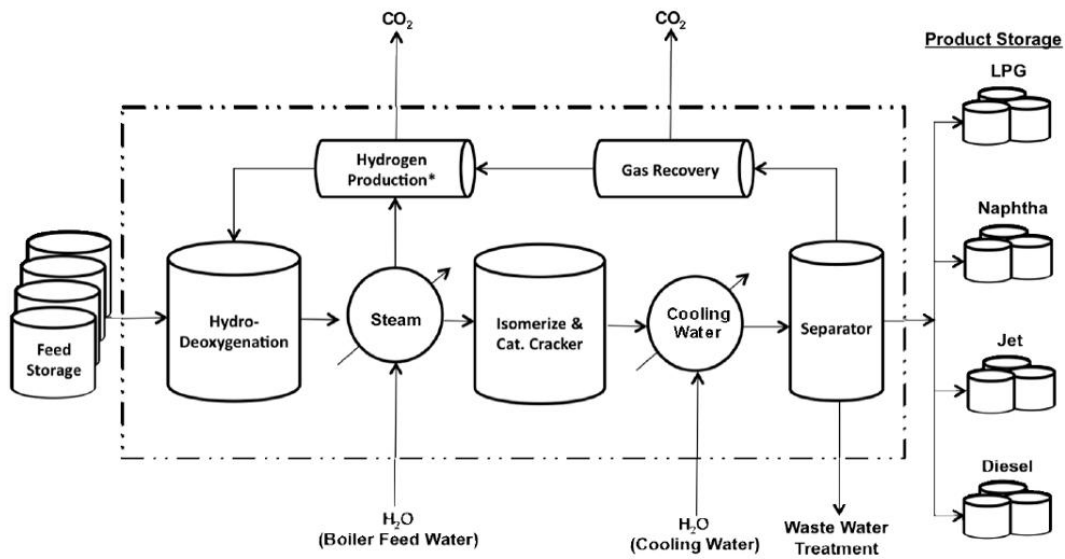 CO₂
CO₂
Product Storage
LPG
Hydrogen
Production*
Gas Recovery
Naphtha
Feed
Storage
Hydro-
Deoxygenation
Steam
Isomerize &
Cat. Cracker
Cooling
Water
Separator
Jet
Diesel
H₂O
(Boiler Feed Water)
H₂O
(Cooling Water)
Waste Water
Treatment